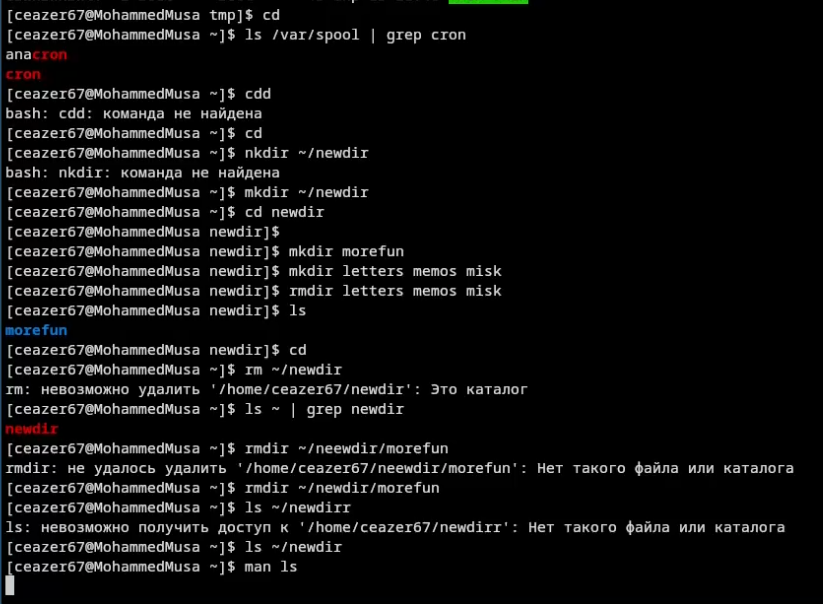 [ceazer67@MohammedMusa tmp]$ cd
[ceazer67@MohammedMusa ~]$ ls /var/spool | grep cron
anacron
cron
[ceazer67@MohammedMusa ~]$ cdd
bash: cdd: команда не найдена
[ceazer67@MohammedMusa ~]$ cd
[ceazer67@MohammedMusa ~]$ nkdir ~/newdir
bash: nkdir: команда не найдена
[ceazer67@MohammedMusa ~]$ mkdir ~/newdir
[ceazer67@MohammedMusa ~]$ cd newdir
[ceazer67@MohammedMusa newdir]$
[ceazer67@MohammedMusa newdir]$ mkdir morefun
[ceazer67@MohammedMusa newdir]$ mkdir letters memos misk
[ceazer67@MohammedMusa newdir]$ rmdir letters memos misk
[ceazer67@MohammedMusa newdir]$ ls
morefun
[ceazer67@MohammedMusa newdir]$ cd
[ceazer67@MohammedMusa ~]$ rm ~/newdir
rm: невозможно удалить '/home/ceazer67/newdir': Это каталог
[ceazer67@MohammedMusa ~]$ ls ~ | grep newdir
newdir
[ceazer67@MohammedMusa ~]$ rmdir ~/neewdir/morefun
rmdir: не удалось удалить '/home/ceazer67/neewdir/morefun': Нет такого файла или каталога
[ceazer67@MohammedMusa ~]$ rmdir ~/newdir/morefun
[ceazer67@MohammedMusa ~]$ ls ~/newdirr
ls: невозможно получить доступ к '/home/ceazer67/newdirr': Нет такого файла или каталога
[ceazer67@MohammedMusa ~]$ ls ~/newdir
[ceazer67@MohammedMusa ~]$ man ls